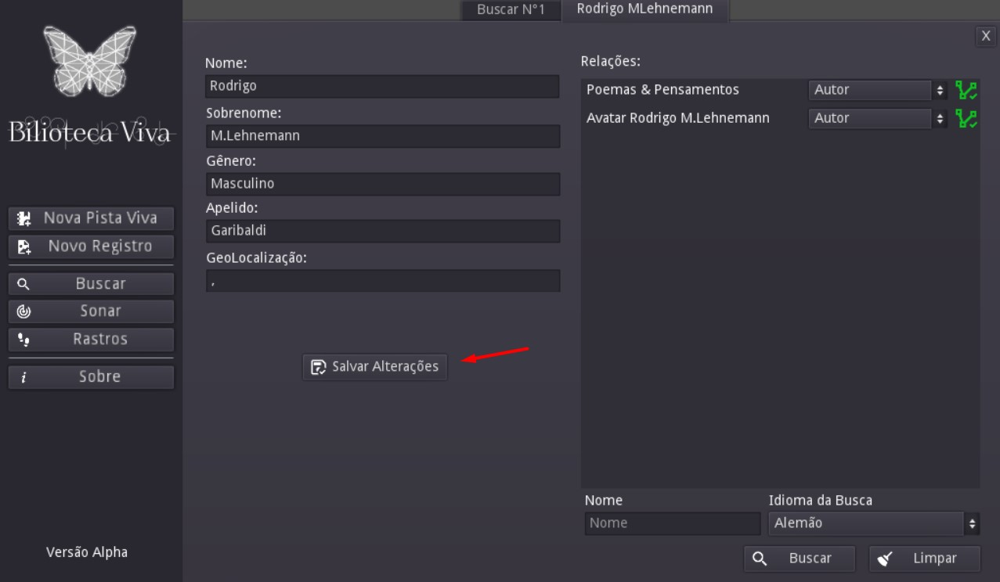 Bilioteca Viva
Nova Pista Viva
Novo Registro
Buscar
Sonar
Rastros
Sobre
Versão Alpha
Buscar N°1
Rodrigo MLehnemann
X
Nome:
Rodrigo
Sobrenome:
M.Lehnemann
Gênero:
Masculino
Apelido:
Garibaldi
GeoLocalização:
,
Salvar Alterações
Relações:
Poemas & Pensamentos Autor
Avatar Rodrigo M.Lehnemann Autor
Nome Idioma da Busca
Nome Alemão
Buscar Limpar